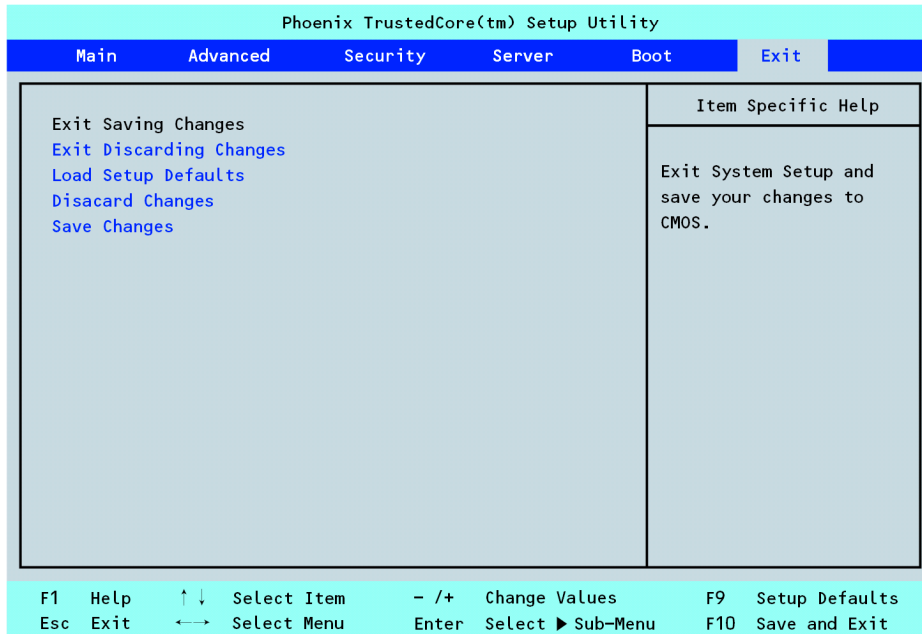 Phoenix TrustedCore(tm) Setup Utility
Main Advanced Security Server Boot Exit
Exit Saving Changes
Exit Discarding Changes
Load Setup Defaults
Disacard Changes
Save Changes
Item Specific Help
Exit System Setup and
save your changes to
CMOS.
F1 Help ↑ ↓ Select Item - /+ Change Values F9 Setup Defaults
Esc Exit ←→ Select Menu Enter Select ▶ Sub-Menu F10 Save and Exit